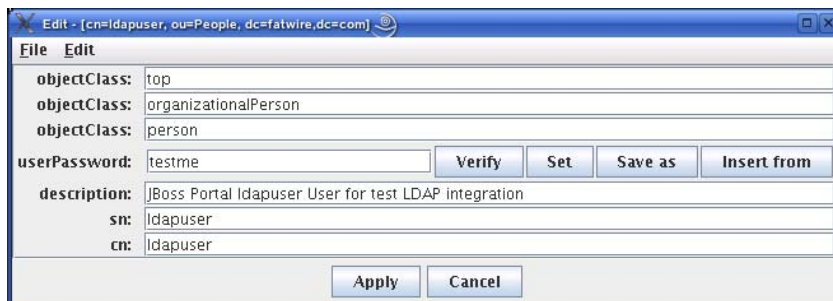 Edit - [cn=ldapuser, ou=People, dc=fatwire,dc=com]
File Edit
objectClass: top
objectClass: organizationalPerson
objectClass: person
userPassword: testme Verify Set Save as Insert from
description: JBoss Portal ldapuser User for test LDAP integration
sn: ldapuser
cn: ldapuser
Apply Cancel